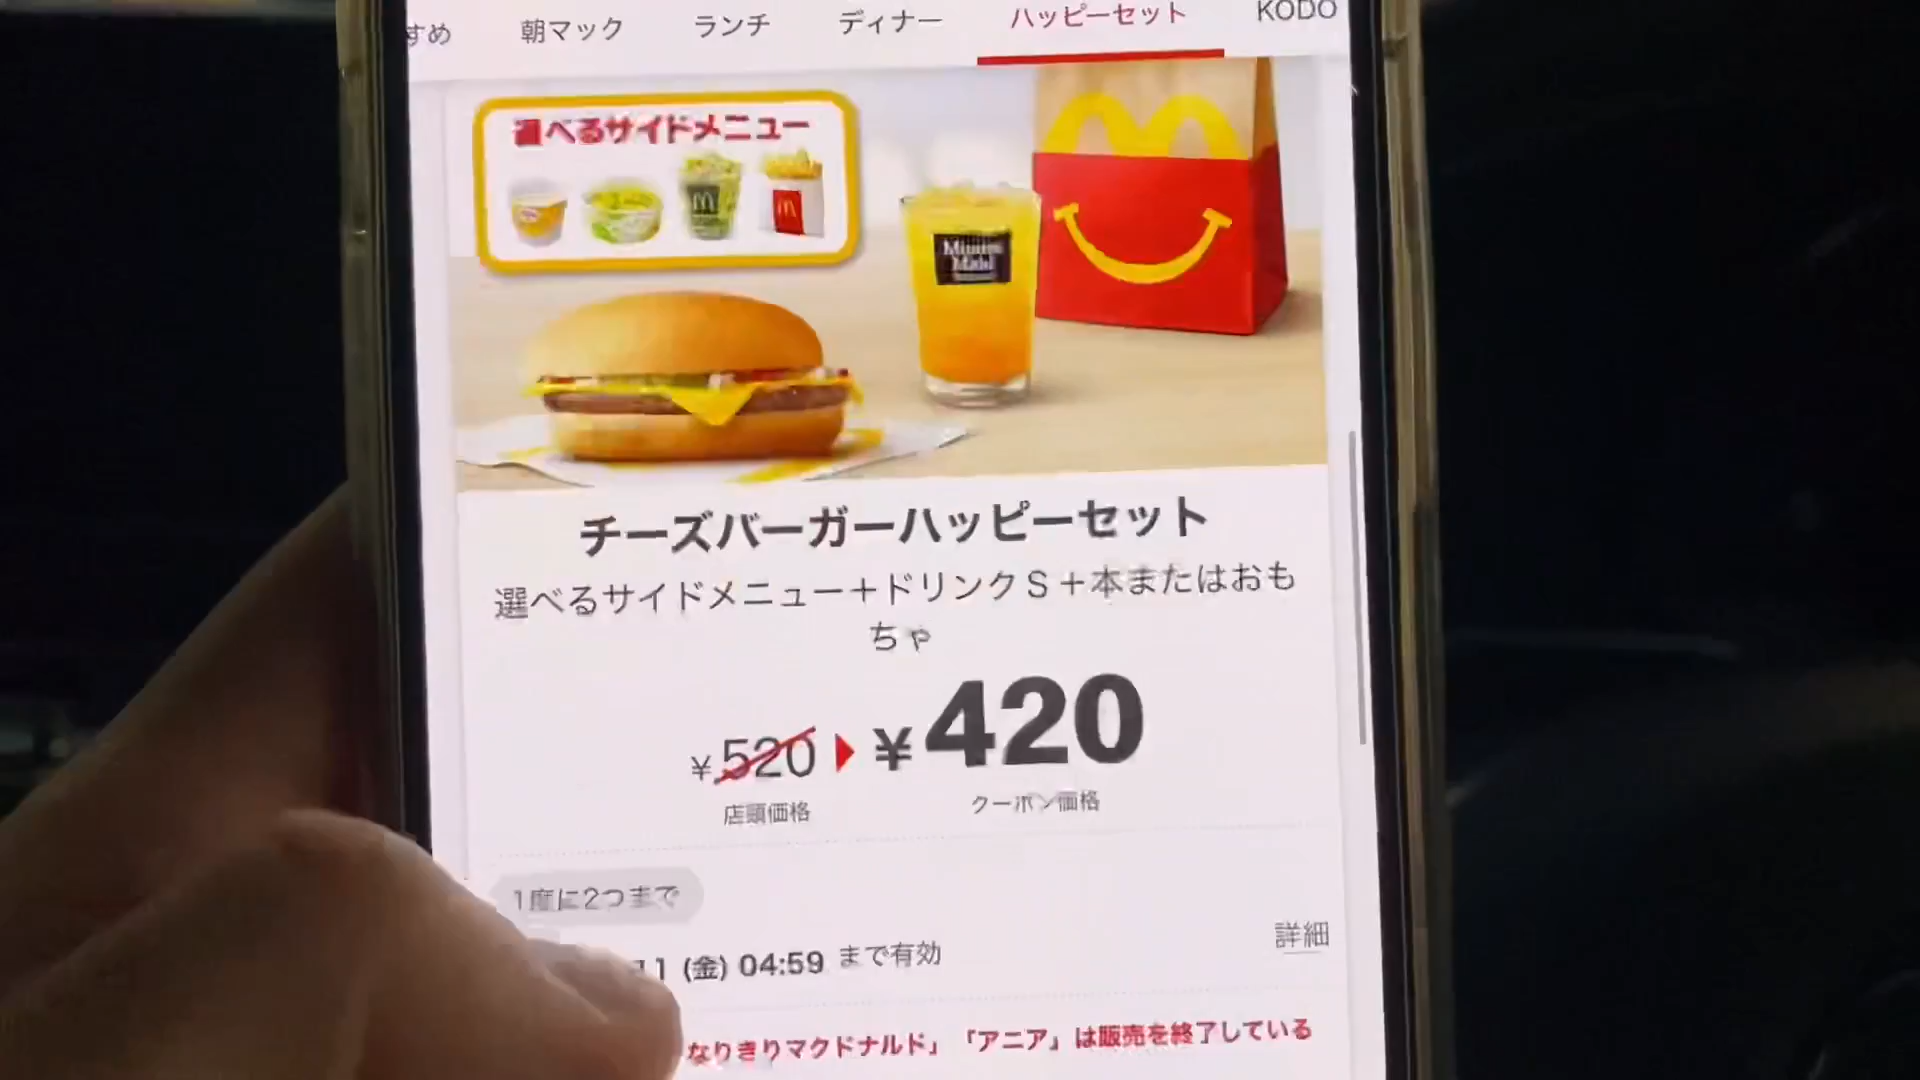 すめ 朝マック ランチ ディナー ハッピーセット KODO
選べるサイドメニュー
Minute
Maid
チーズバーガーハッピーセット
選べるサイドメニュー＋ドリンクS＋本またはおも
ちゃ
¥520 ¥420
店頭価格 クーポン価格
1度に2つまで
詳細
11 (金) 04:59 まで有効
なりきりマクドナルド」「アニア」は販売を終了している